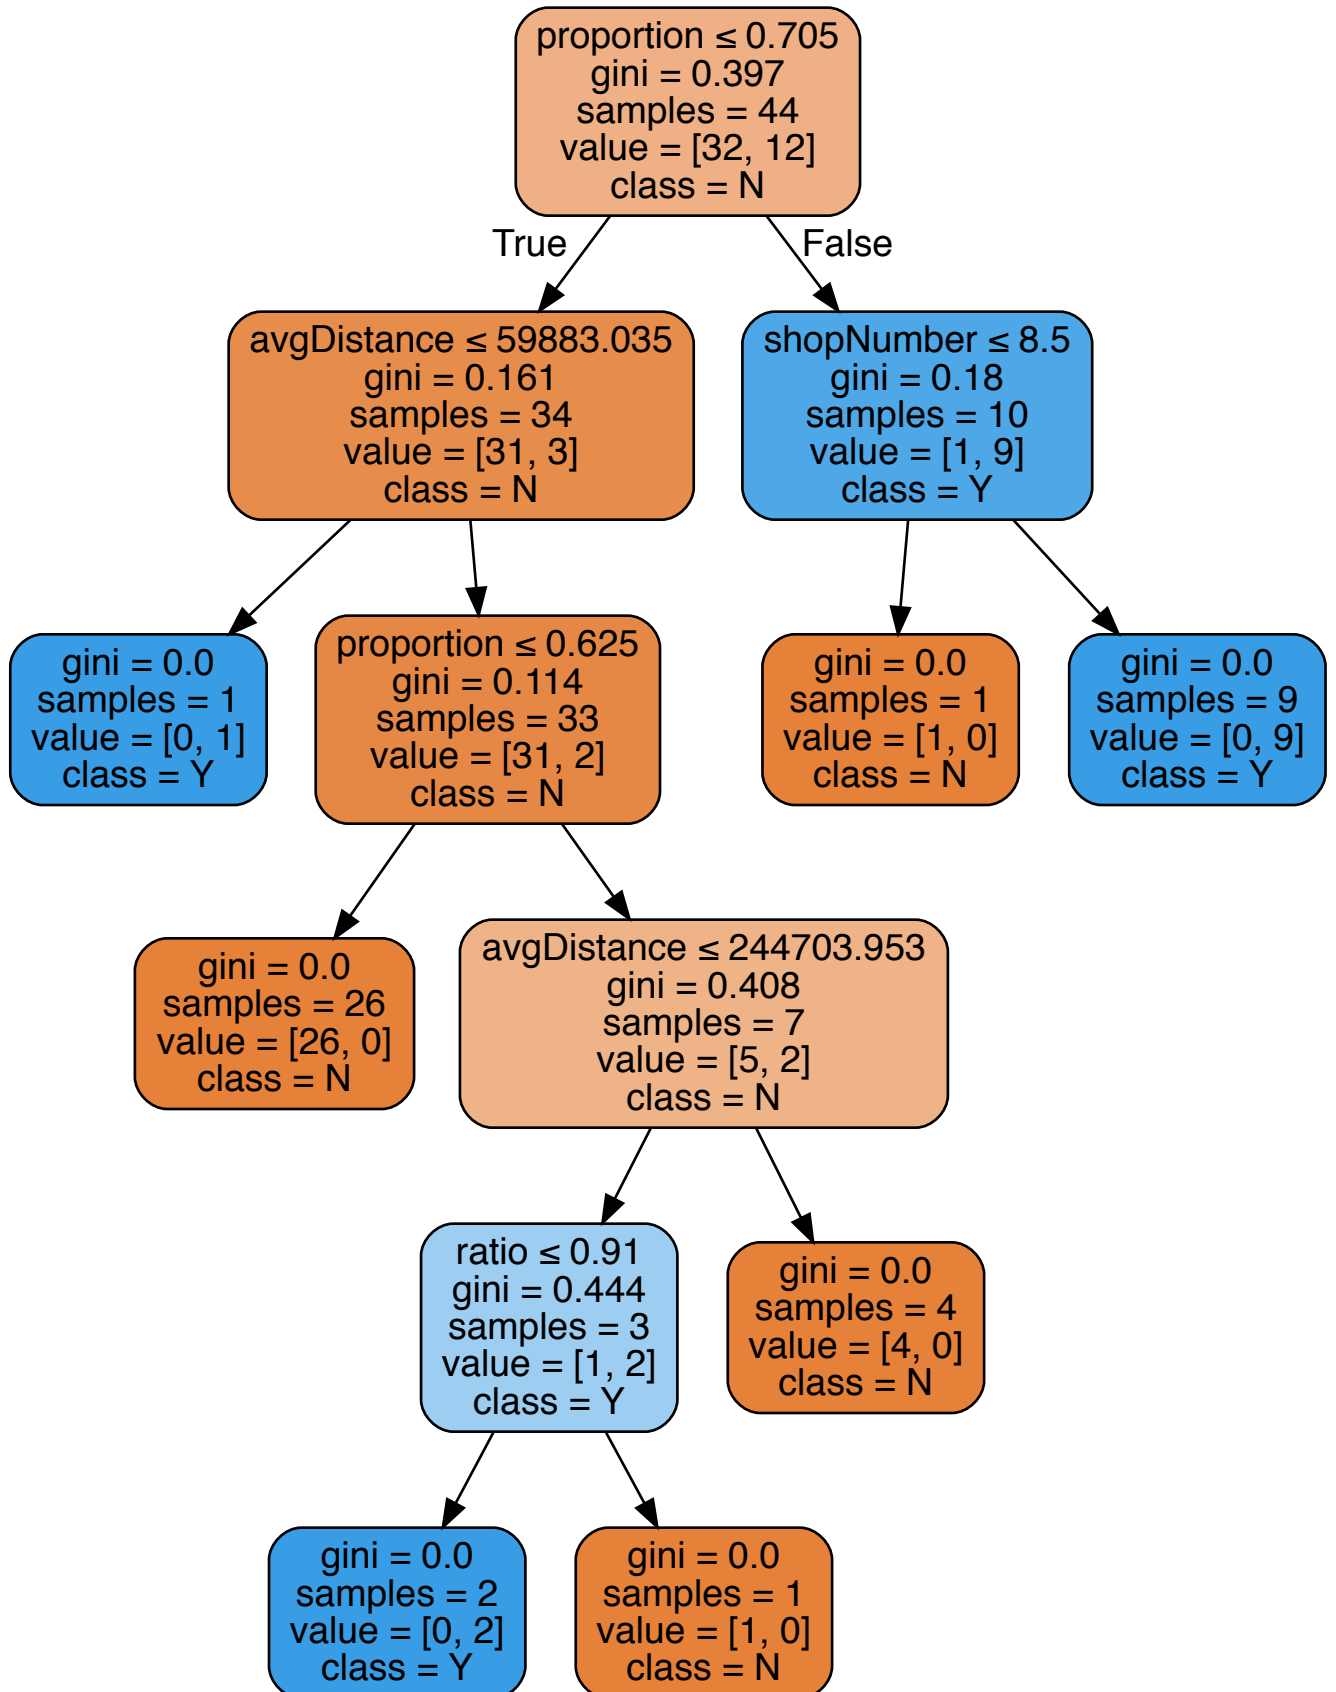 proportion ≤ 0.705
gini = 0.397
samples = 44
value = [32, 12]
class = N
True
False
avgDistance ≤ 59883.035
gini = 0.161
samples = 34
value = [31, 3]
class = N
shopNumber ≤ 8.5
gini = 0.18
samples = 10
value = [1, 9]
class = Y
gini = 0.0
samples = 1
value = [0, 1]
class = Y
proportion ≤ 0.625
gini = 0.114
samples = 33
value = [31, 2]
class = N
gini = 0.0
samples = 1
value = [1, 0]
class = N
gini = 0.0
samples = 9
value = [0, 9]
class = Y
gini = 0.0
samples = 26
value = [26, 0]
class = N
avgDistance ≤ 244703.953
gini = 0.408
samples = 7
value = [5, 2]
class = N
ratio ≤ 0.91
gini = 0.444
samples = 3
value = [1, 2]
class = Y
gini = 0.0
samples = 4
value = [4, 0]
class = N
gini = 0.0
samples = 2
value = [0, 2]
class = Y
gini = 0.0
samples = 1
value = [1, 0]
class = N